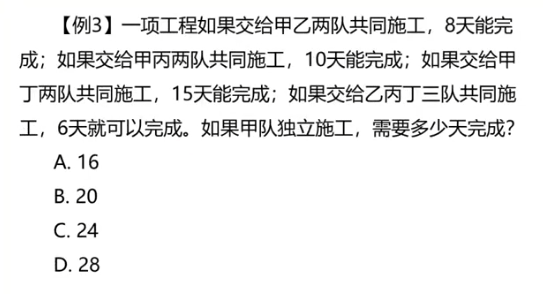 【例3】一项工程如果交给甲乙两队共同施工，8天能完
成；如果交给甲丙两队共同施工，10天能完成；如果交给甲
丁两队共同施工，15天能完成；如果交给乙丙丁三队共同施
工，6天就可以完成。如果甲队独立施工，需要多少天完成？
A. 16
B. 20
C. 24
D. 28